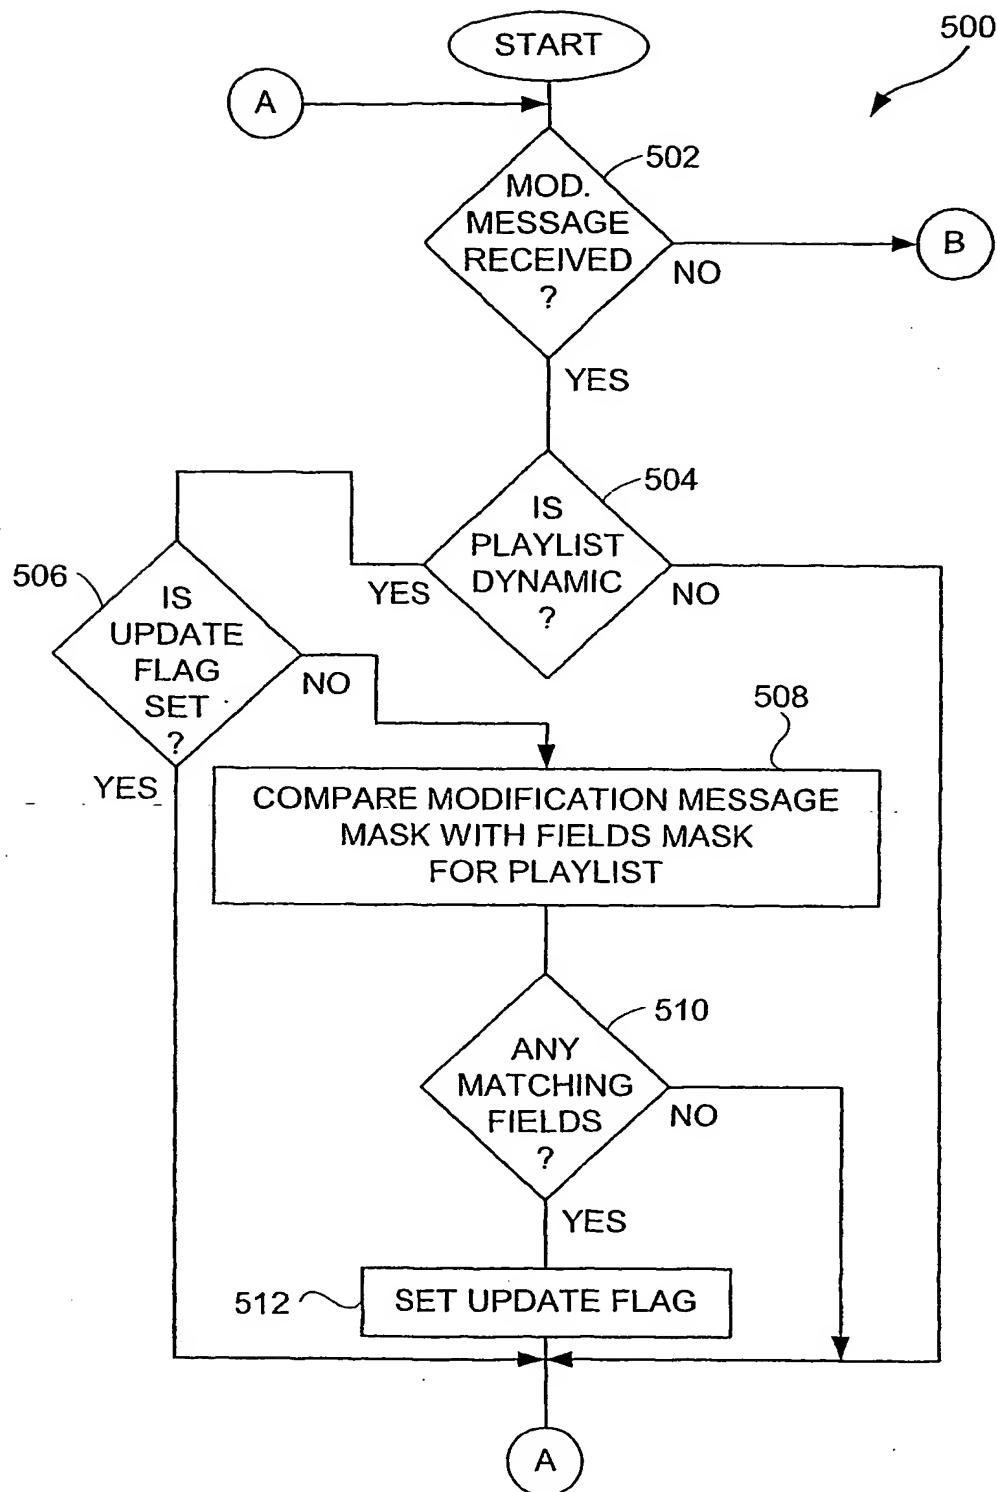 500
START
A
502
MOD.
MESSAGE
RECEIVED
?
NO
B
YES
504
IS
PLAYLIST
DYNAMIC
?
YES
NO
506
IS
UPDATE
FLAG
SET
?
NO
YES
508
COMPARE MODIFICATION MESSAGE
MASK WITH FIELDS MASK
FOR PLAYLIST
510
ANY
MATCHING
FIELDS
?
NO
YES
512
SET UPDATE FLAG
A